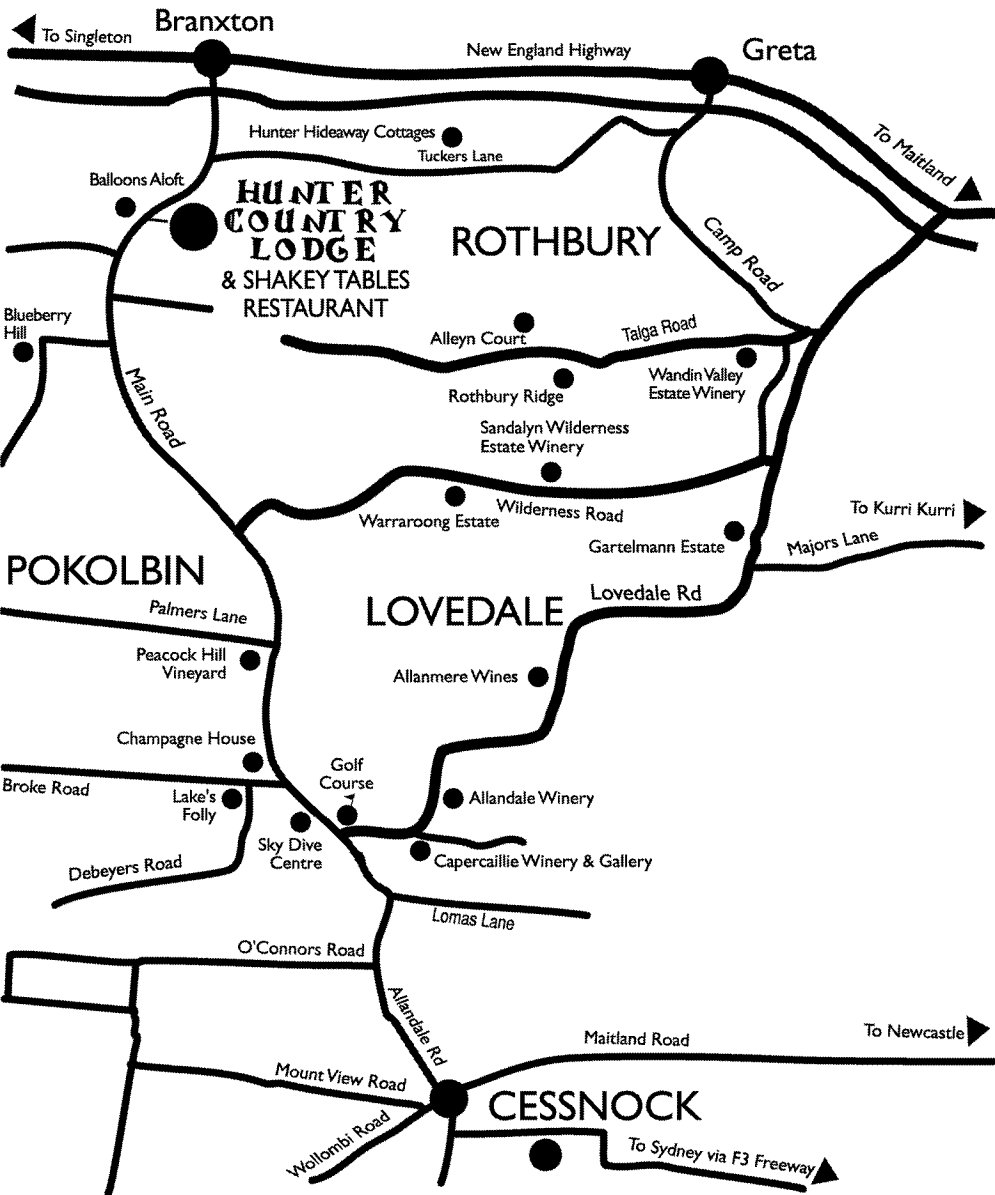 Branxton
To Singleton
New England Highway
Greta
To Maitland
Hunter Hideaway Cottages
Tuckers Lane
Balloons Aloft
HUNTER
COUNTRY
LODGE
& SHAKEY TABLES
RESTAURANT
ROTHBURY
Camp Road
Blueberry
Hill
Alleyn Court
Talga Road
Main Road
Rothbury Ridge
Wandin Valley
Estate Winery
Sandalyn Wilderness
Estate Winery
Warraroong Estate
Wilderness Road
To Kurri Kurri
Gartelmann Estate
Majors Lane
POKOLBIN
Lovedale Rd
LOVEDALE
Palmers Lane
Peacock Hill
Vineyard
Allanmere Wines
Champagne House
Golf
Course
Broke Road
Lake's
Folly
Allandale Winery
Sky Dive
Centre
Capercaillie Winery & Gallery
Debeyers Road
Lomas Lane
O'Connors Road
Allandale Rd
Maitland Road
To Newcastle
Mount View Road
CESSNOCK
Wollombi Road
To Sydney via F3 Freeway